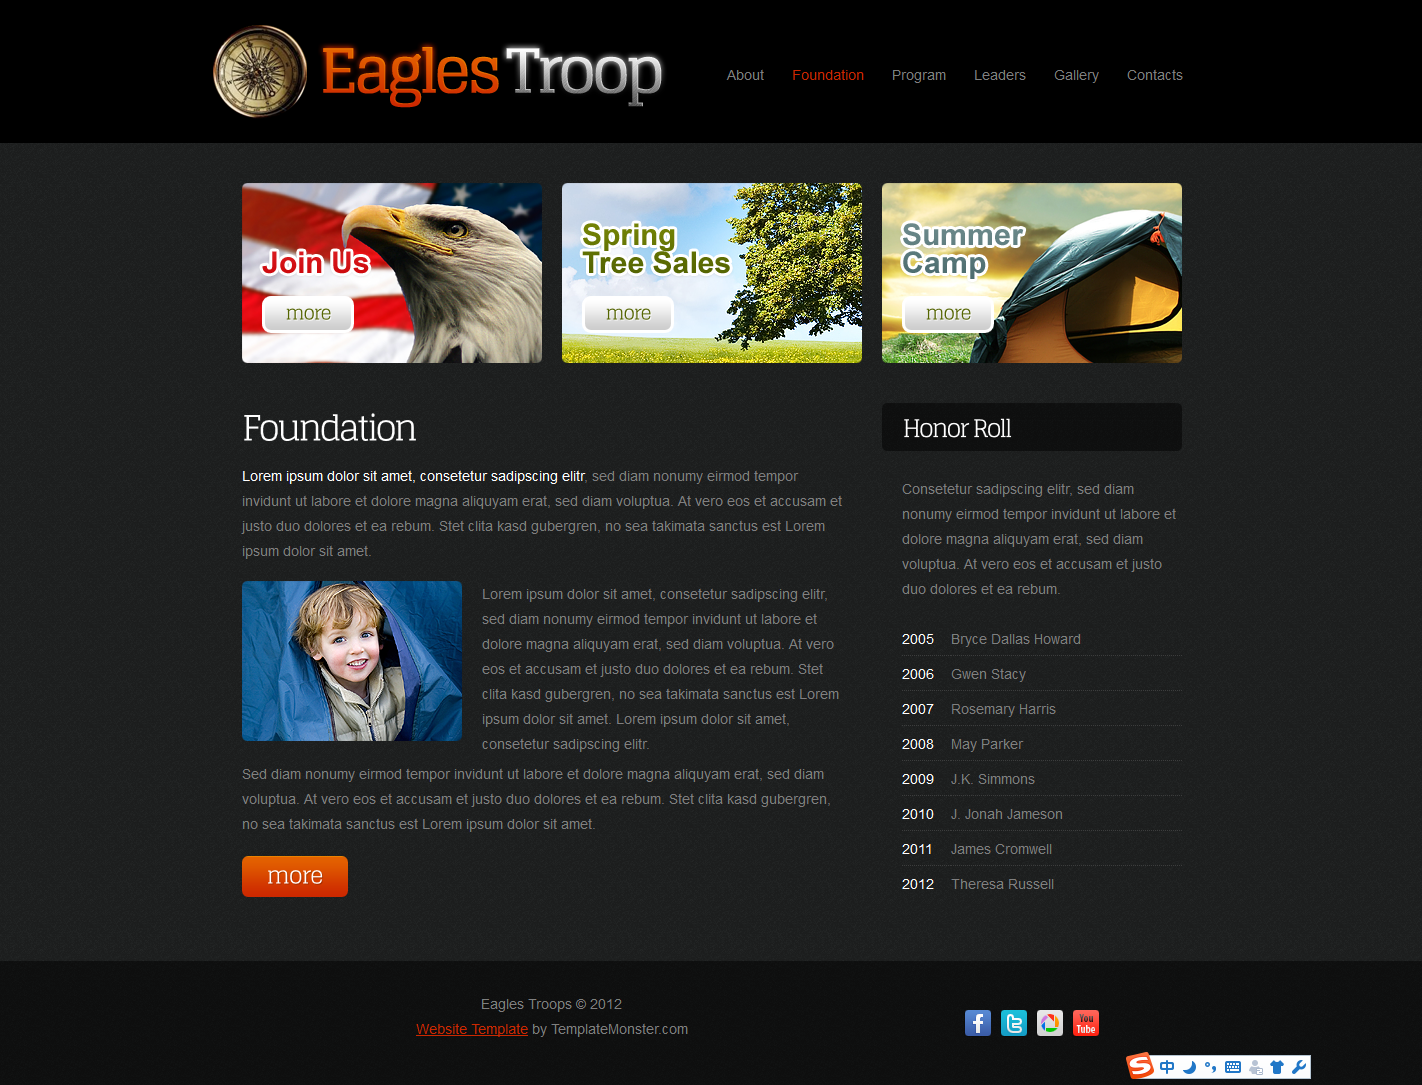 Eagles Troop
About Foundation Program Leaders Gallery Contacts
Join Us
more
Spring
Tree Sales
more
Summer
Camp
more
Foundation
Lorem ipsum dolor sit amet, consetetur sadipscing elitr, sed diam nonumy eirmod tempor
invidunt ut labore et dolore magna aliquyam erat, sed diam voluptua. At vero eos et accusam et
justo duo dolores et ea rebum. Stet clita kasd gubergren, no sea takimata sanctus est Lorem
ipsum dolor sit amet.
Lorem ipsum dolor sit amet, consetetur sadipscing elitr,
sed diam nonumy eirmod tempor invidunt ut labore et
dolore magna aliquyam erat, sed diam voluptua. At vero
eos et accusam et justo duo dolores et ea rebum. Stet
clita kasd gubergren, no sea takimata sanctus est Lorem
ipsum dolor sit amet. Lorem ipsum dolor sit amet,
consetetur sadipscing elitr.
Sed diam nonumy eirmod tempor invidunt ut labore et dolore magna aliquyam erat, sed diam
voluptua. At vero eos et accusam et justo duo dolores et ea rebum. Stet clita kasd gubergren,
no sea takimata sanctus est Lorem ipsum dolor sit amet.
more
Honor Roll
Consetetur sadipscing elitr, sed diam
nonumy eirmod tempor invidunt ut labore et
dolore magna aliquyam erat, sed diam
voluptua. At vero eos et accusam et justo
duo dolores et ea rebum.
2005 Bryce Dallas Howard
2006 Gwen Stacy
2007 Rosemary Harris
2008 May Parker
2009 J.K. Simmons
2010 J. Jonah Jameson
2011 James Cromwell
2012 Theresa Russell
Eagles Troops © 2012
Website Template by TemplateMonster.com
You
Tube
中